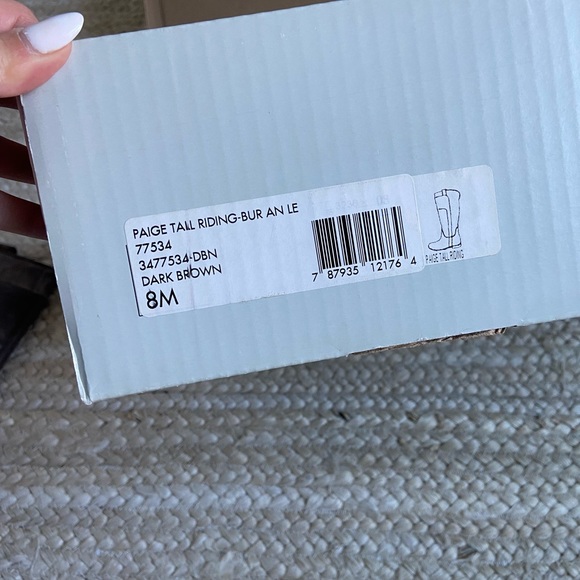 PAIGE TALL RIDING-BUR AN LE
77534
3477534-DBN
DARK BROWN
8M
7 87935 12176 4
PAIGE TALL RIDING